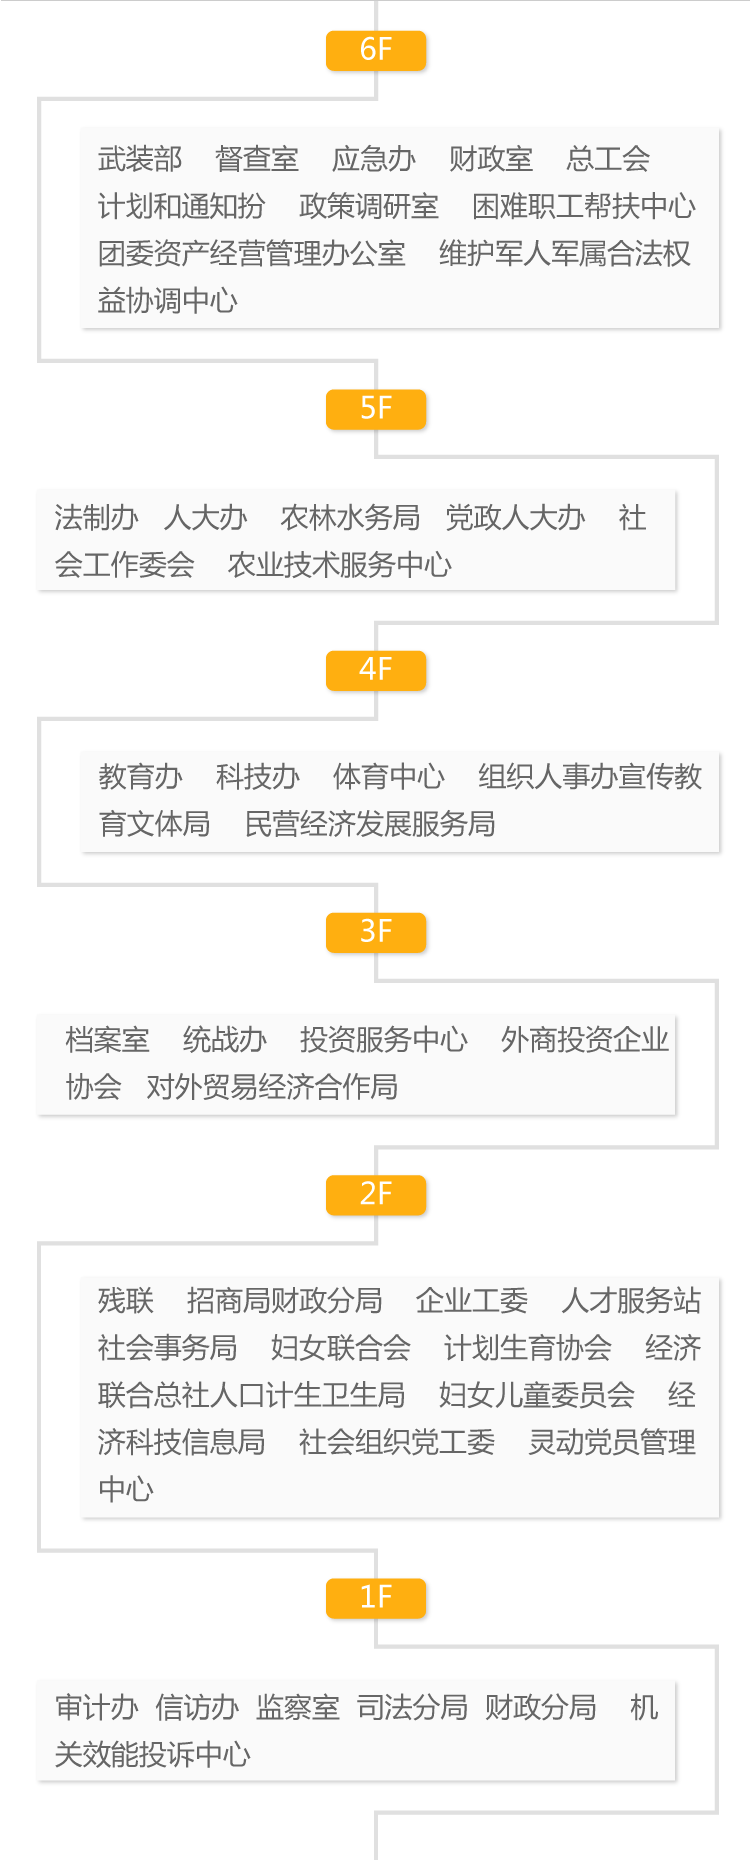 6F
武装部 督查室 应急办 财政室 总工会
计划和通知扮 政策调研室 困难职工帮扶中心
团委资产经营管理办公室 维护军人军属合法权
益协调中心
5F
法制办 人大办 农林水务局 党政人大办 社
会工作委会 农业技术服务中心
4F
教育办 科技办 体育中心 组织人事办宣传教
育文体局 民营经济发展服务局
3F
档案室 统战办 投资服务中心 外商投资企业
协会 对外贸易经济合作局
2F
残联 招商局财政分局 企业工委 人才服务站
社会事务局 妇女联合会 计划生育协会 经济
联合总社人口计生卫生局 妇女儿童委员会 经
济科技信息局 社会组织党工委 灵动党员管理
中心
1F
审计办 信访办 监察室 司法分局 财政分局 机
关效能投诉中心